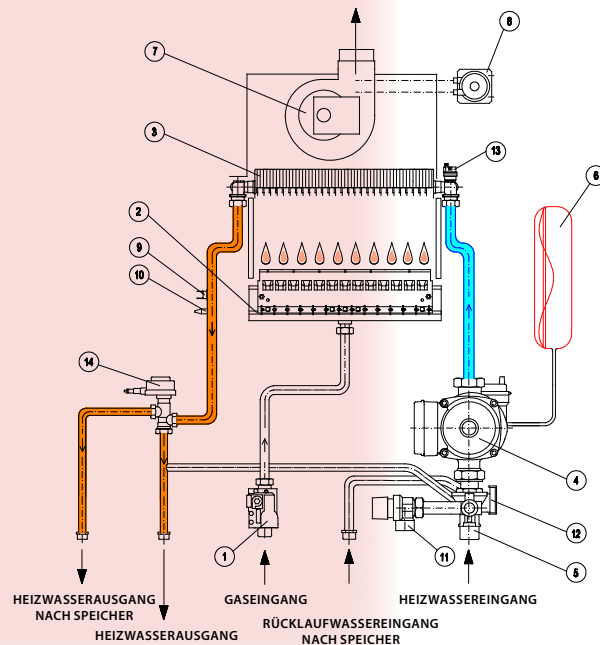 7
8
3
13
6
2
9
10
14
4
1
11
12
5
HEIZWASSERAUSGANG
NACH SPEICHER
HEIZWASSERAUSGANG
GASEINGANG
RÜCKLAUFWASSEREINGANG
NACH SPEICHER
HEIZWASSEREINGANG